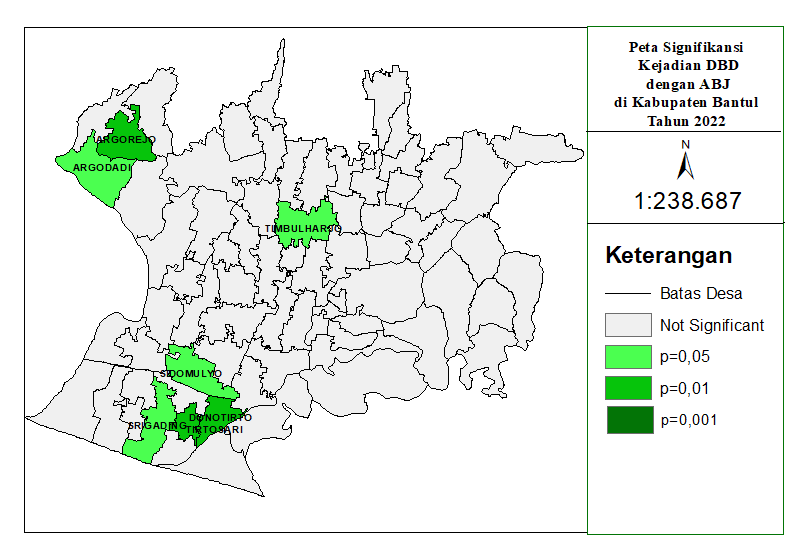 Peta Signifikansi
Kejadian DBD
dengan ABJ
di Kabupaten Bantul
Tahun 2022
N
1:238.687
Keterangan
Batas Desa
Not Significant
p=0,05
p=0,01
p=0,001
ARGOREJO
ARGODADI
TIMBULHARJO
SIDOMULYO
DONOTIRTO
SRIGADING
TIRTOSARI